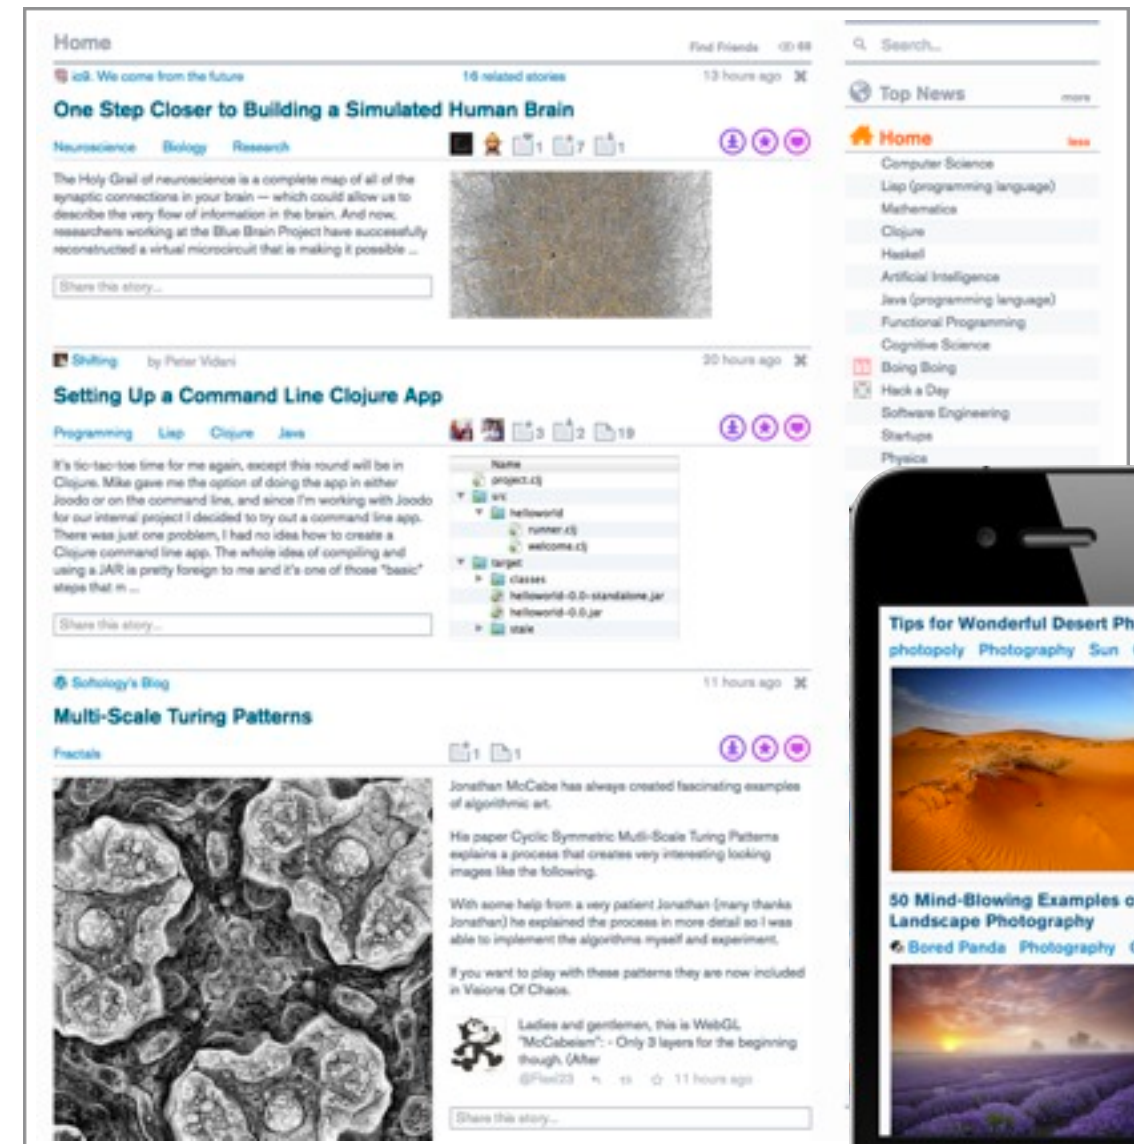 Home
Find Friends 68
io9. We come from the future 16 related stories 13 hours ago
One Step Closer to Building a Simulated Human Brain
Neuroscience Biology Research 1 7 1
The Holy Grail of neuroscience is a complete map of all of the
synaptic connections in your brain — which could allow us to
describe the very flow of information in the brain. And now,
researchers working at the Blue Brain Project have successfully
reconstructed a virtual microcircuit that is making it possible ...
Share this story...
Shifting by Peter Vidani 20 hours ago
Setting Up a Command Line Clojure App
Programming Lisp Clojure Java 3 2 19
It's tic-tac-toe time for me again, except this round will be in
Clojure. Mike gave me the option of doing the app in either
Joodo or on the command line, and since I'm working with Joodo
for our internal project I decided to try out a command line app.
There was just one problem, I had no idea how to create a
Clojure command line app. The whole idea of compiling and
using a JAR is pretty foreign to me and it's one of those "basic"
steps that m ...
Name
project.clj
src
helloworld
runner.clj
welcome.clj
target
classes
helloworld-0.0-standalone.jar
helloworld-0.0.jar
stale
Share this story...
Softology's Blog 11 hours ago
Multi-Scale Turing Patterns
Fractals 1 1
Jonathan McCabe has always created fascinating examples
of algorithmic art.
His paper Cyclic Symmetric Mutli-Scale Turing Patterns
explains a process that creates very interesting looking
images like the following.
With some help from a very patient Jonathan (many thanks
Jonathan) he explained the process in more detail so I was
able to implement the algorithms myself and experiment.
If you want to play with these patterns they are now included
in Visions Of Chaos.
Ladies and gentlemen, this is WebGL
"McCabeism": - Only 3 layers for the beginning
though. (After
@Flexi23 11 hours ago
Share this story...
Search...
Top News more
Home less
Computer Science
Lisp (programming language)
Mathematics
Clojure
Haskell
Artificial Intelligence
Java (programming language)
Functional Programming
Cognitive Science
Boing Boing
Hack a Day
Software Engineering
Startups
Physics
Tips for Wonderful Desert Ph
photopoly Photography Sun
50 Mind-Blowing Examples o
Landscape Photography
Bored Panda Photography